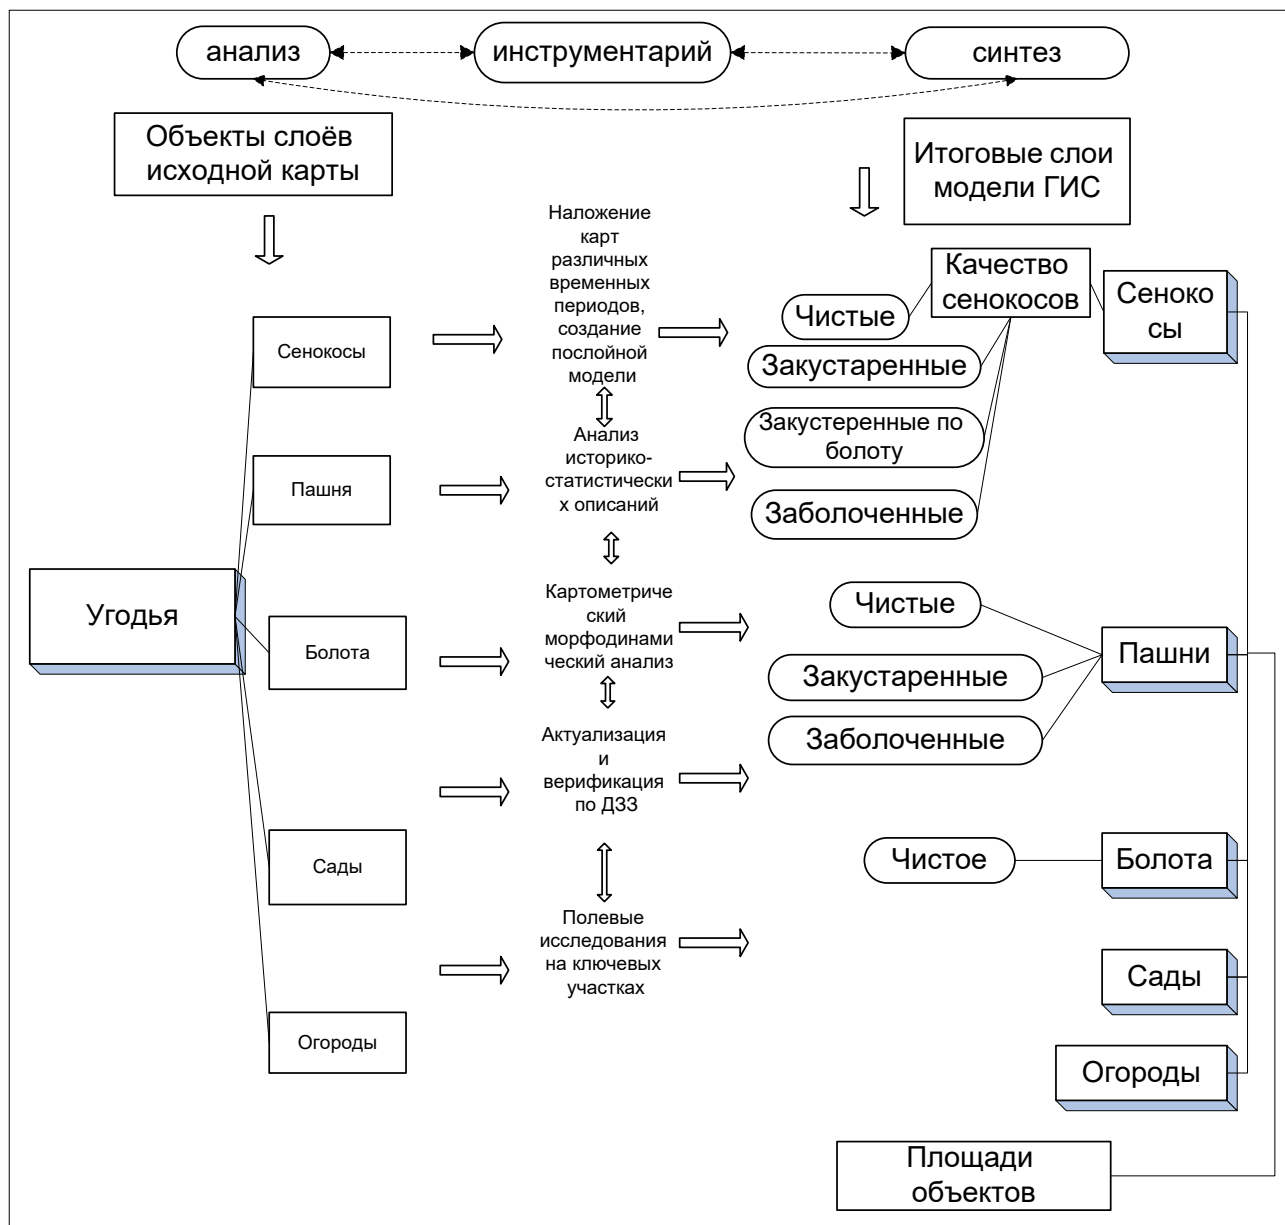 анализ
инструментарий
синтез
Объекты слоёв
исходной карты
Итоговые слои
модели ГИС
Угодья
Сенокосы
Пашня
Болота
Сады
Огороды
Наложение
карт
различных
временных
периодов,
создание
послойной
модели
Анализ
историко-
статистически
х описаний
Картометриче
ский
морфодинами
ческий анализ
Актуализация
и
верификация
по ДЗЗ
Полевые
исследования
на ключевых
участках
Качество
сенокосов
Сеноко
сы
Чистые
Закустаренные
Закустеренные по
болоту
Заболоченные
Чистые
Закустаренные
Заболоченные
Пашни
Чистое
Болота
Сады
Огороды
Площади
объектов